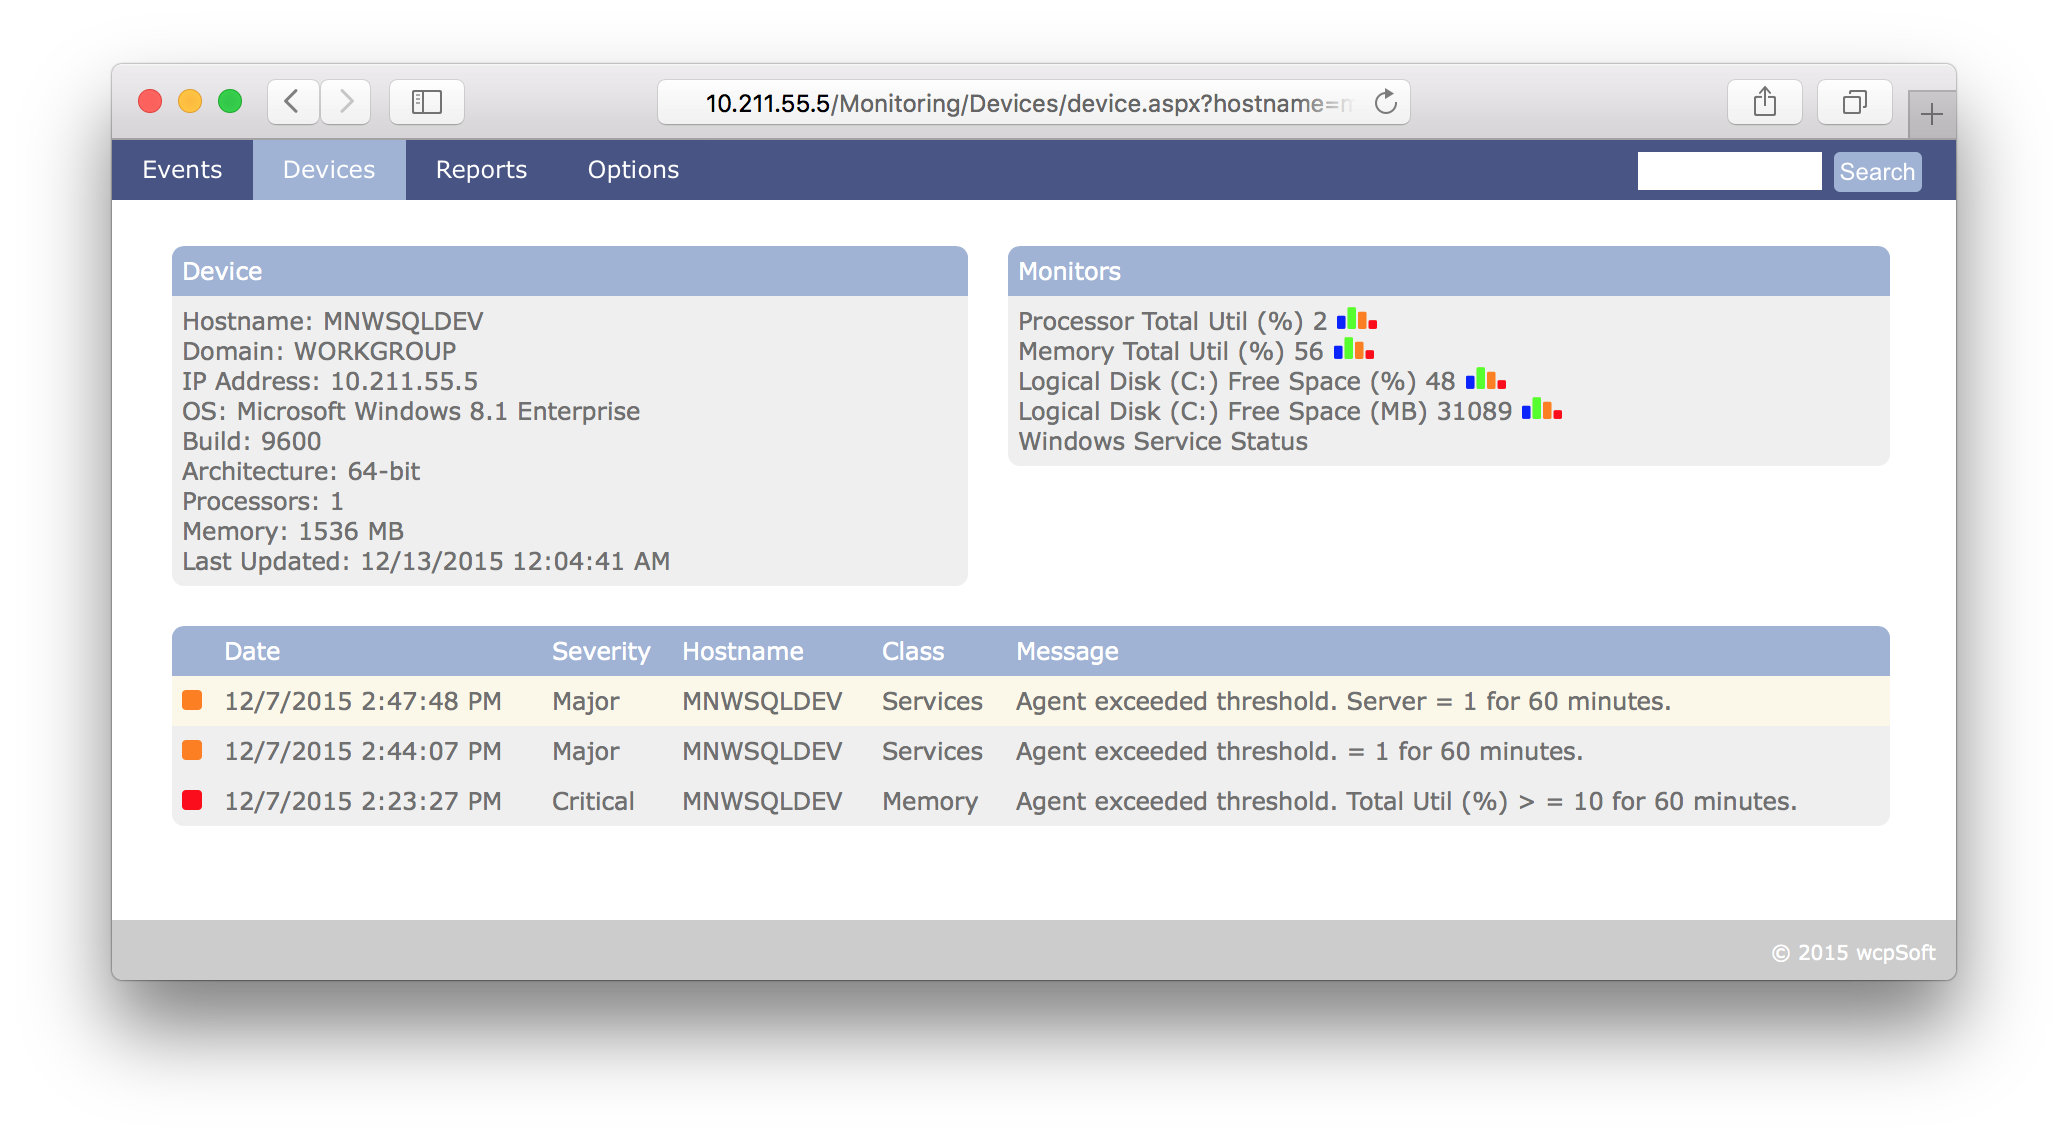 10.211.55.5/Monitoring/Devices/device.aspx?hostname=
Events Devices Reports Options Search
Device
Hostname: MNWSQLDEV
Domain: WORKGROUP
IP Address: 10.211.55.5
OS: Microsoft Windows 8.1 Enterprise
Build: 9600
Architecture: 64-bit
Processors: 1
Memory: 1536 MB
Last Updated: 12/13/2015 12:04:41 AM
Monitors
Processor Total Util (%) 2
Memory Total Util (%) 56
Logical Disk (C:) Free Space (%) 48
Logical Disk (C:) Free Space (MB) 31089
Windows Service Status
Date Severity Hostname Class Message
12/7/2015 2:47:48 PM Major MNWSQLDEV Services Agent exceeded threshold. Server = 1 for 60 minutes.
12/7/2015 2:44:07 PM Major MNWSQLDEV Services Agent exceeded threshold. = 1 for 60 minutes.
12/7/2015 2:23:27 PM Critical MNWSQLDEV Memory Agent exceeded threshold. Total Util (%) > = 10 for 60 minutes.
© 2015 wcpSoft